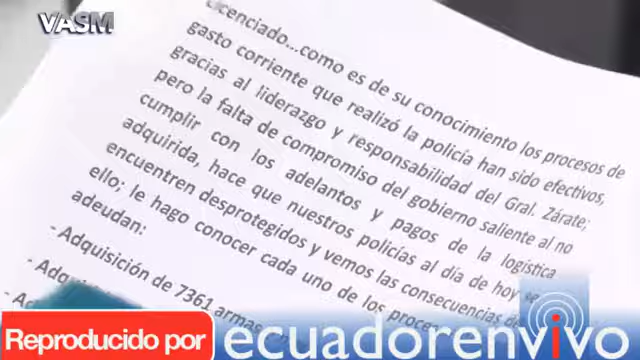 VASM
Licenciado...como es de su conocimiento los procesos de
gasto corriente que realizó la policía han sido efectivos,
gracias al liderazgo y responsabilidad del Gral. Zárate;
pero la falta de compromiso del gobierno saliente al no
cumplir con los adelantos y pagos de la logística
adquirida, hace que nuestros policías al día de hoy se
encuentren desprotegidos y vemos las consecuencias de
ello; le hago conocer cada uno de los
adeudan:
- Adquisición de 7361 armas
Reproducido por ecuadorenvivo